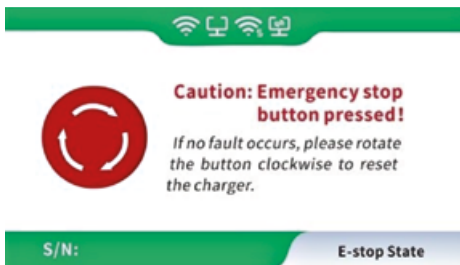 Caution: Emergency stop
button pressed!
If no fault occurs, please rotate
the button clockwise to reset
the charger.
S/N:
E-stop State